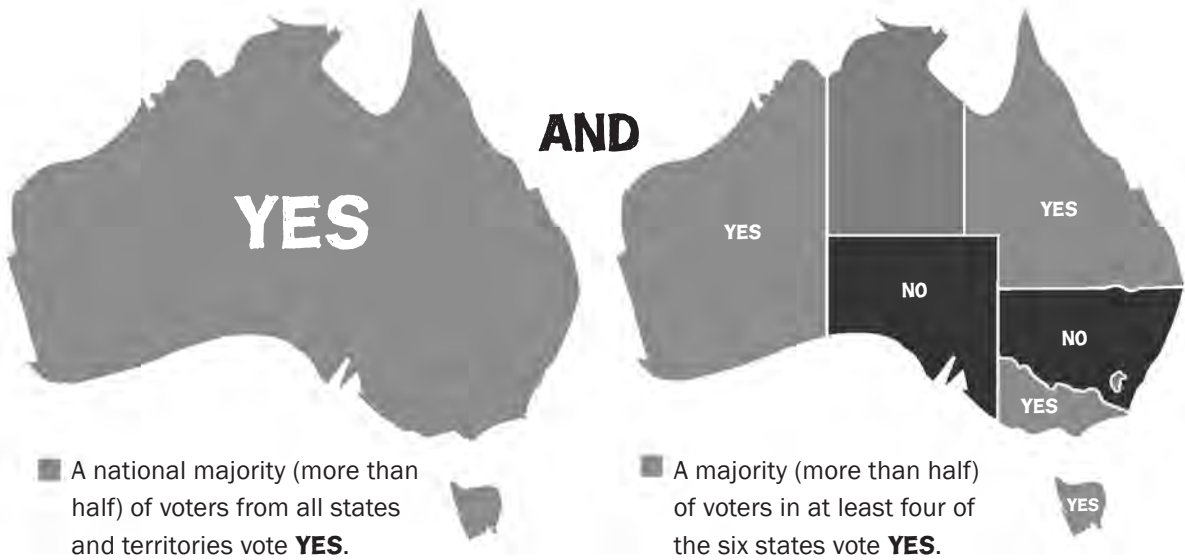 YES
AND
YES
YES
NO
NO
YES
YES
A national majority (more than
half) of voters from all states
and territories vote YES.
A majority (more than half)
of voters in at least four of
the six states vote YES.